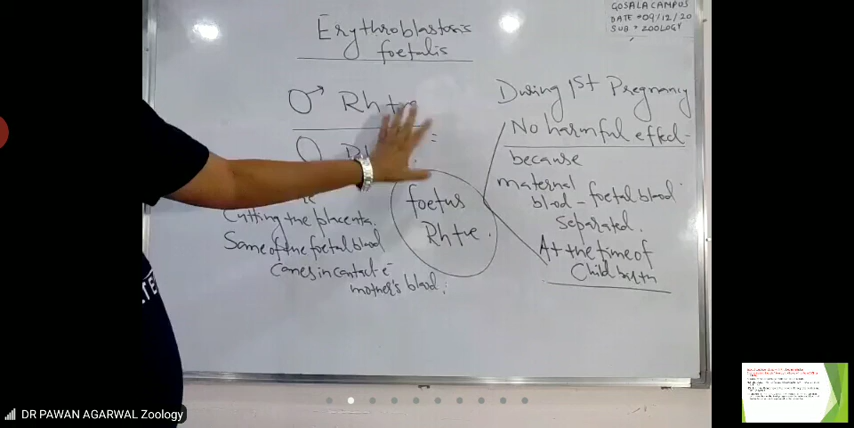 Erythroblastosis
foetalis
GOSALA CAMPUS
DATE = 09/12/20
SUB = ZOOLOGY
Rh +ve
During 1st Pregnancy
No harmful effect
because
maternal
blood - foetal blood
Separated.
At the time of
Child birth
foetus
Rh+ve.
Cutting the placenta.
Some of the foetal blood
Comes in contact
mother's blood.
DR PAWAN AGARWAL Zoology